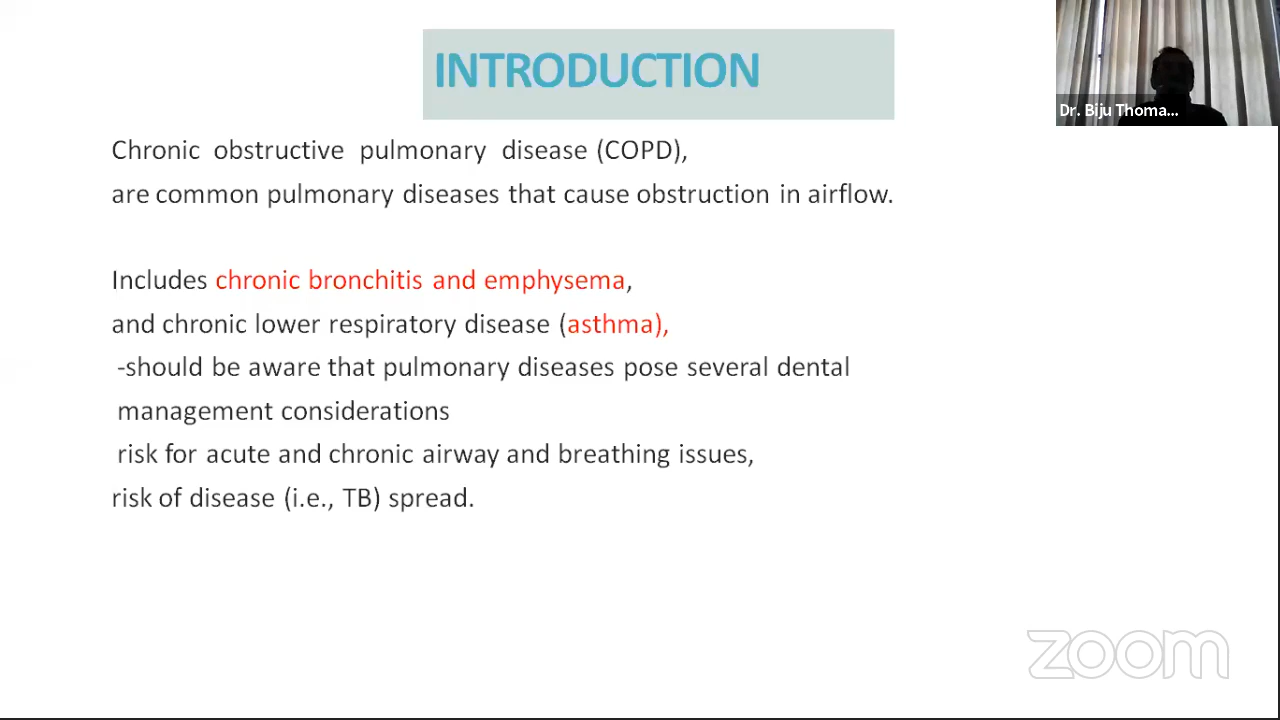 INTRODUCTION
Dr. Biju Thoma...
Chronic obstructive pulmonary disease (COPD),
are common pulmonary diseases that cause obstruction in airflow.
Includes chronic bronchitis and emphysema,
and chronic lower respiratory disease (asthma),
-should be aware that pulmonary diseases pose several dental
management considerations
risk for acute and chronic airway and breathing issues,
risk of disease (i.e., TB) spread.
zoom